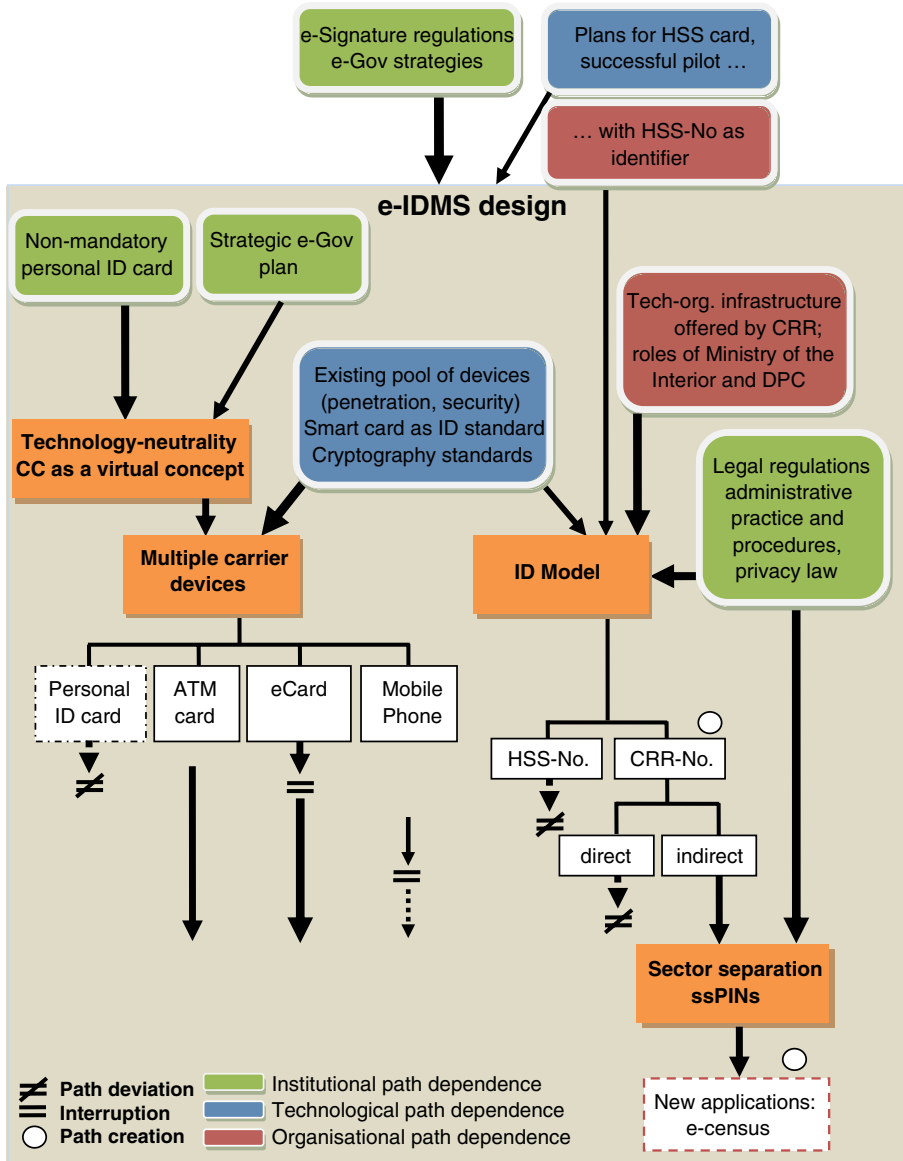 e-Signature regulations
e-Gov strategies
Plans for HSS card,
successful pilot …
… with HSS-No as
identifier
e-IDMS design
Non-mandatory
personal ID card
Strategic e-Gov
plan
Tech-org. infrastructure
offered by CRR;
roles of Ministry of the
Interior and DPC
Existing pool of devices
(penetration, security)
Smart card as ID standard
Cryptography standards
Technology-neutrality
CC as a virtual concept
Legal regulations
administrative
practice and
procedures,
privacy law
Multiple carrier
devices
ID Model
Personal
ID card
ATM
card
eCard
Mobile
Phone
HSS-No.
CRR-No.
direct
indirect
Sector separation
ssPINs
New applications:
e-census
Path deviation
Interruption
Path creation
Institutional path dependence
Technological path dependence
Organisational path dependence